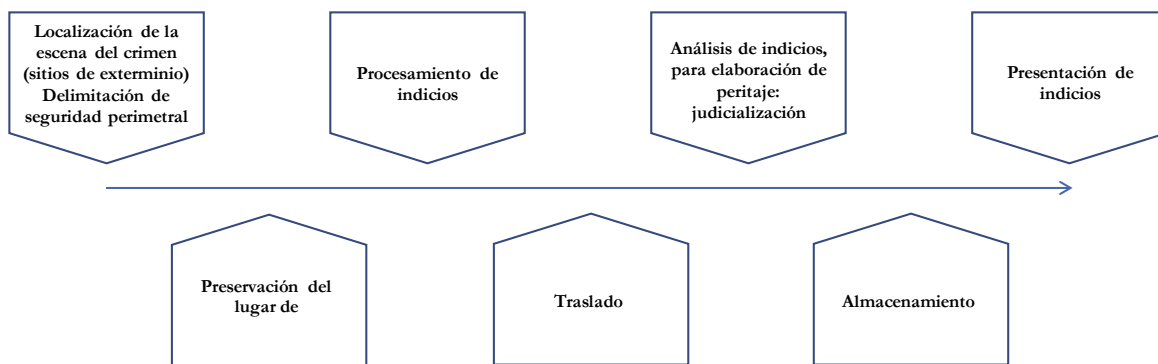 Localización de la
escena del crimen
(sitios de exterminio)
Delimitación de
seguridad perimetral
Procesamiento de
indicios
Análisis de indicios,
para elaboración de
peritaje:
judicialización
Presentación de
indicios
Preservación del
lugar de
Traslado
Almacenamiento